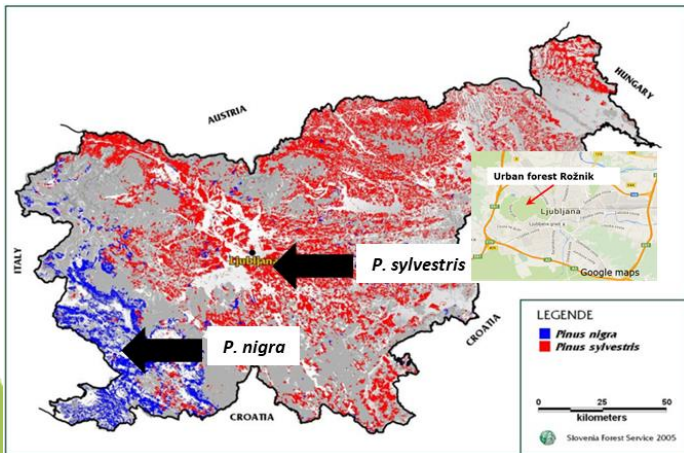 AUSTRIA
HUNGARY
Urban forest Rožnik
Ljubljana
Google maps
ITALY
Ljubljana
P. sylvestris
P. nigra
CROATIA
CROATIA
LEGENDE
Pinus nigra
Pinus sylvestris
0 25 50
kilometers
Slovenia Forest Service 2005